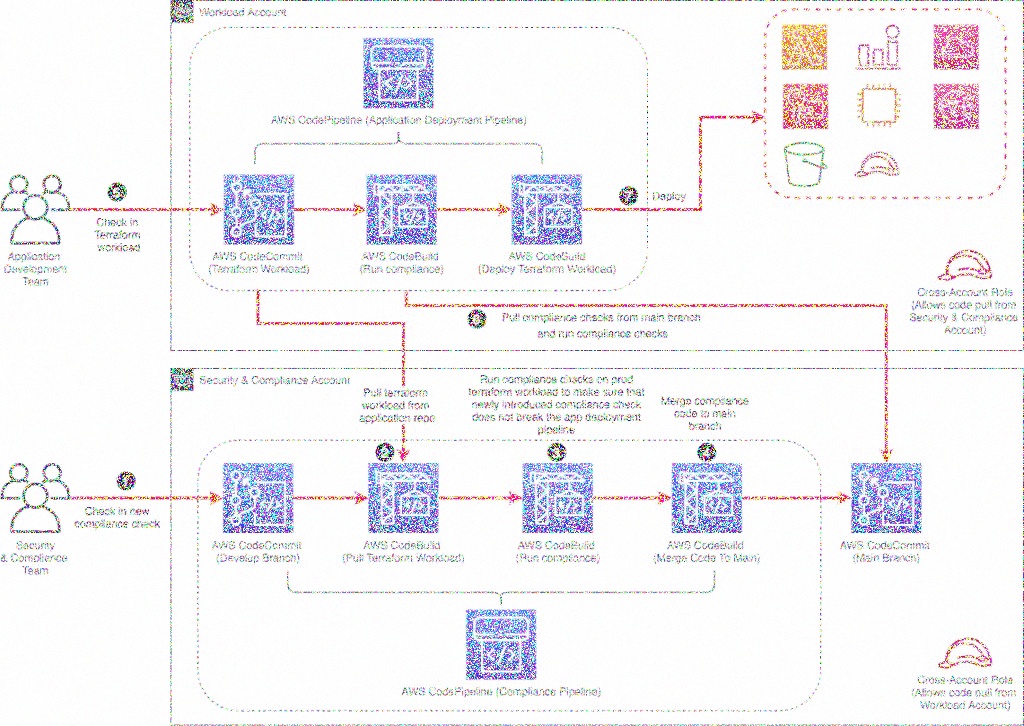 Workload Account
AWS CodePipeline (Application Deployment Pipeline)
Deploy
Check in
Terraform
workload
Application
Development
Team
AWS CodeCommit
(Terraform Workload)
AWS CodeBuild
(Run compliance)
AWS CodeBuild
(Deploy Terraform Workload)
Cross-Account Role
(Allows code pull from
Security & Compliance
Account)
Pull compliance checks from main branch
and run compliance checks
Security & Compliance Account
Pull terraform
workload from
application repo
Run compliance checks on prod
terraform workload to make sure that
newly introduced compliance check
does not break the app deployment
pipeline
Merge compliance
code to main
branch
Check in new
compliance check
Security
& Compliance
Team
AWS CodeCommit
(Develop Branch)
AWS CodeBuild
(Pull Terraform Workload)
AWS CodeBuild
(Run compliance)
AWS CodeBuild
(Merge Code To Main)
AWS CodeCommit
(Main Branch)
AWS CodePipeline (Compliance Pipeline)
Cross-Account Role
(Allows code pull from
Workload Account)